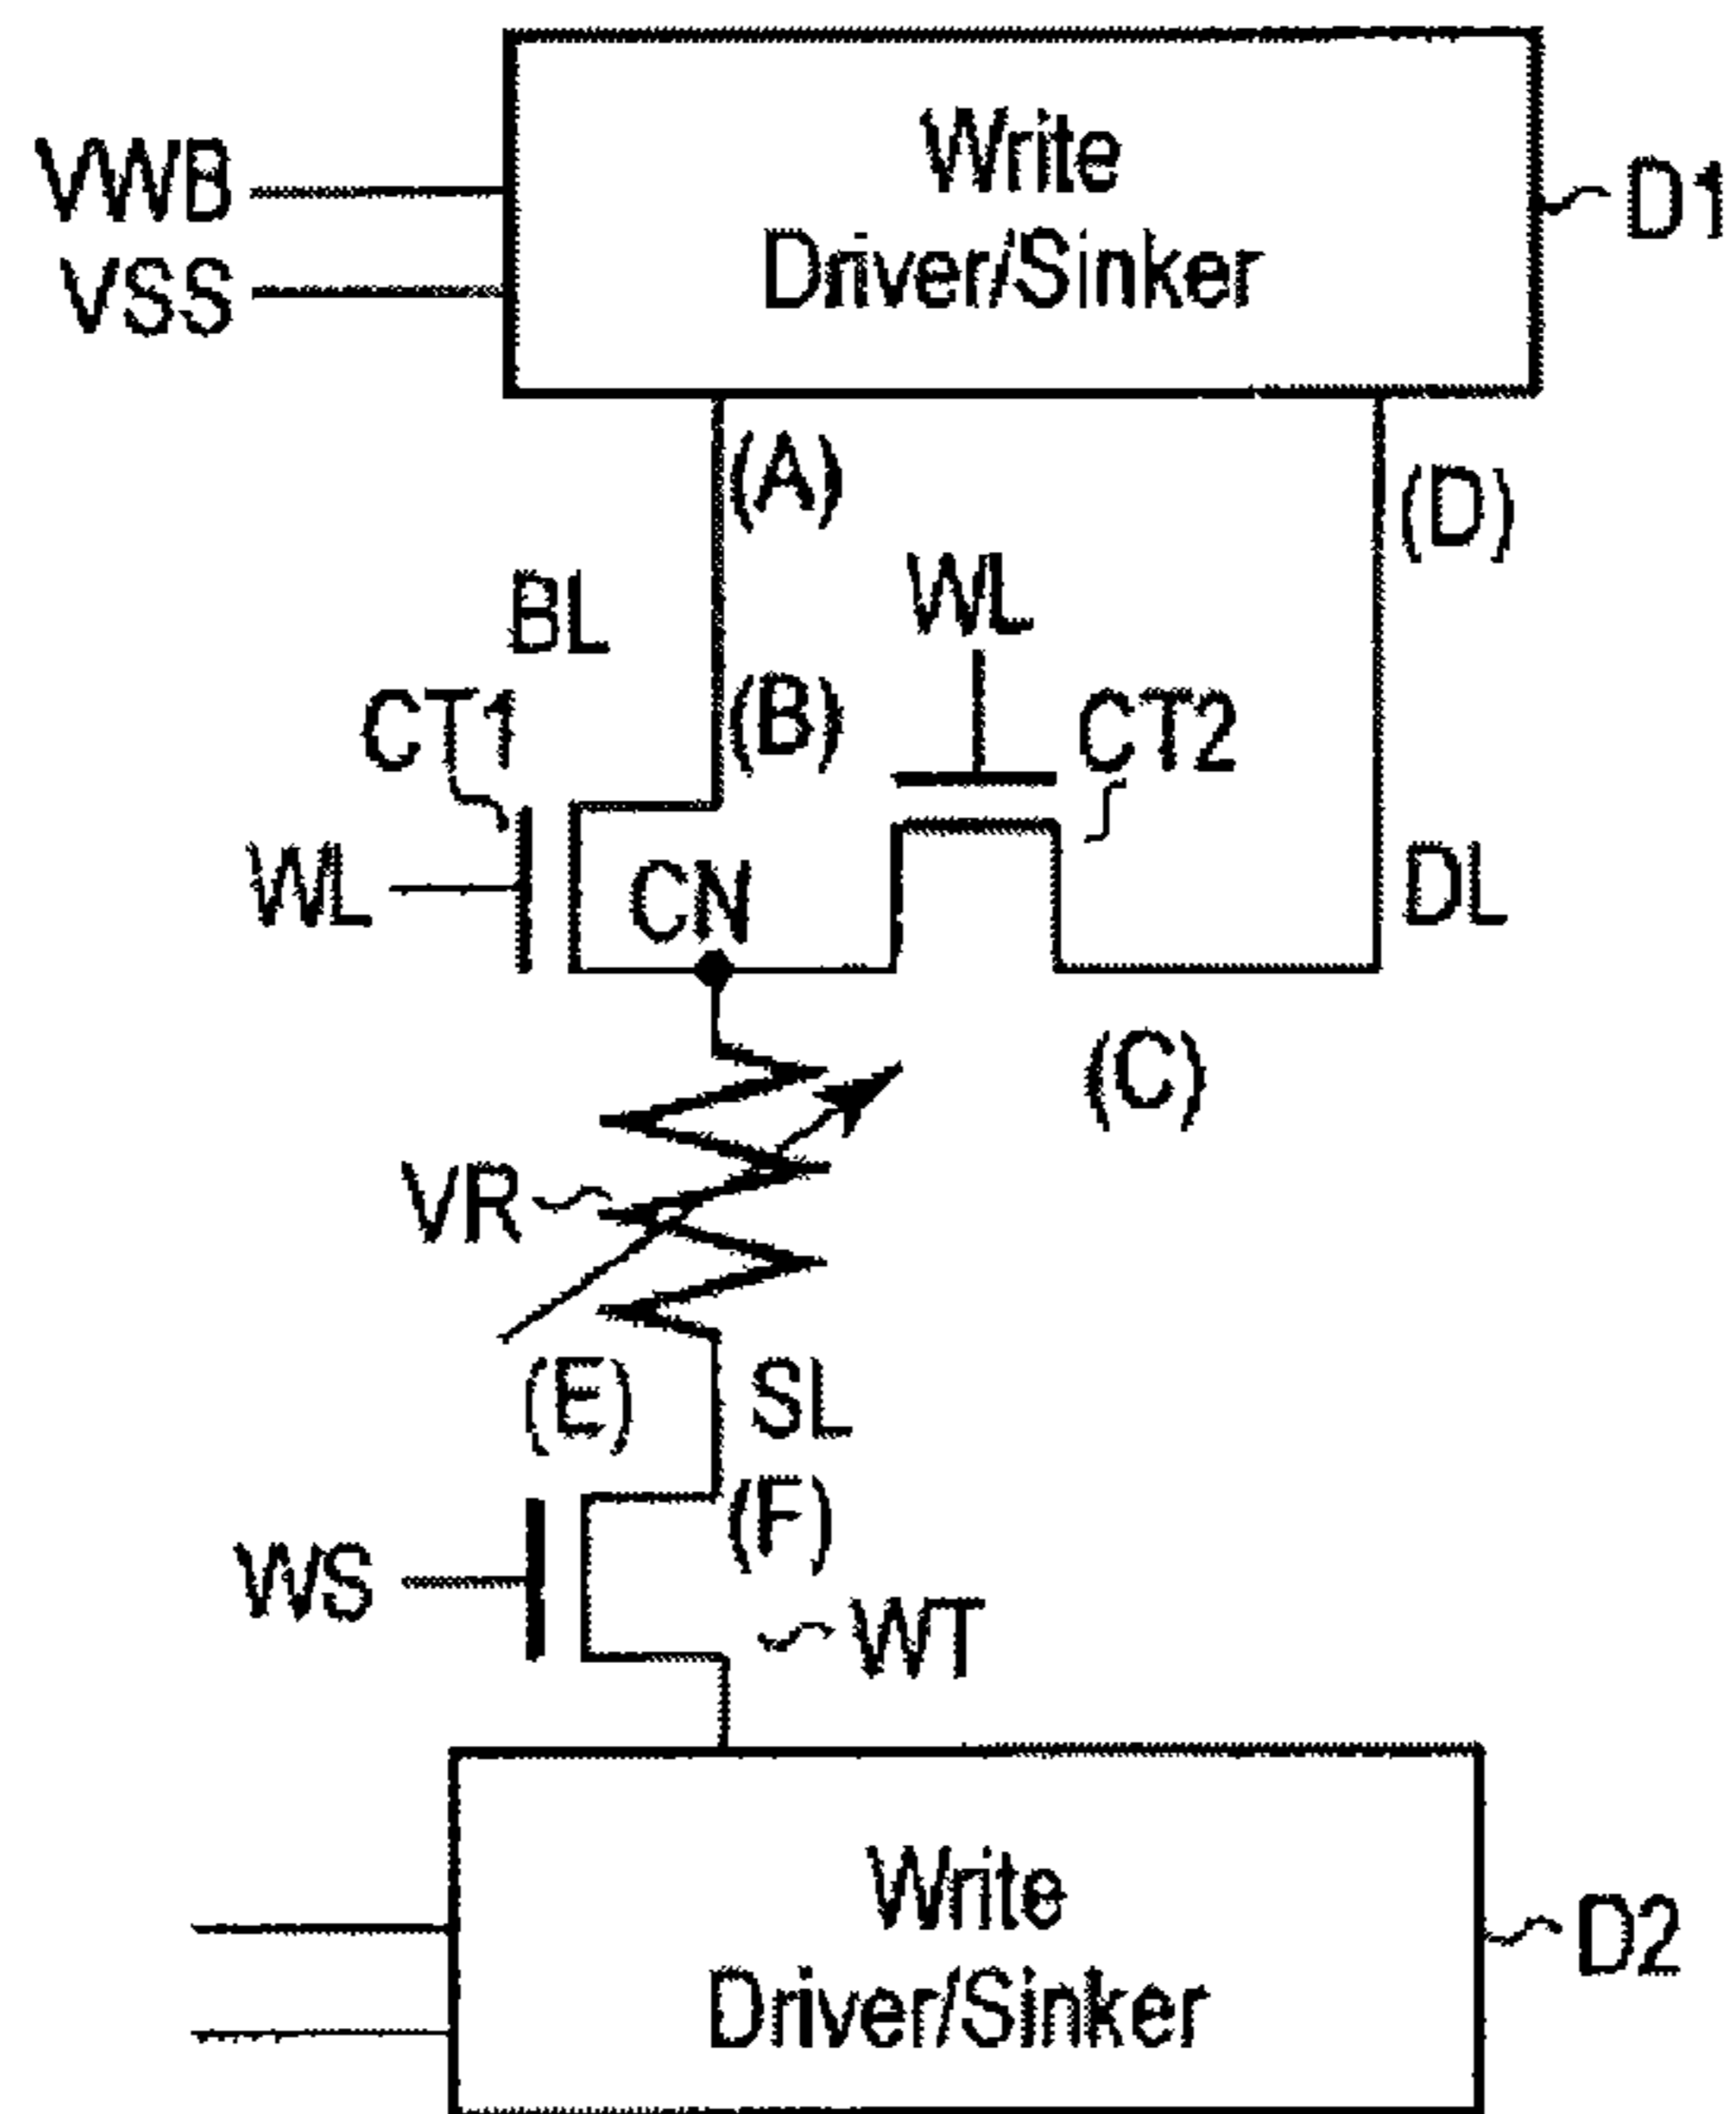 Write
Driver/Sinker
VWB
VSS
D1
(A)
(D)
BL
WL
(B)
CT1
CT2
WL
CN
DL
(C)
VR
(E)
SL
(F)
WS
WT
Write
Driver/Sinker
D2